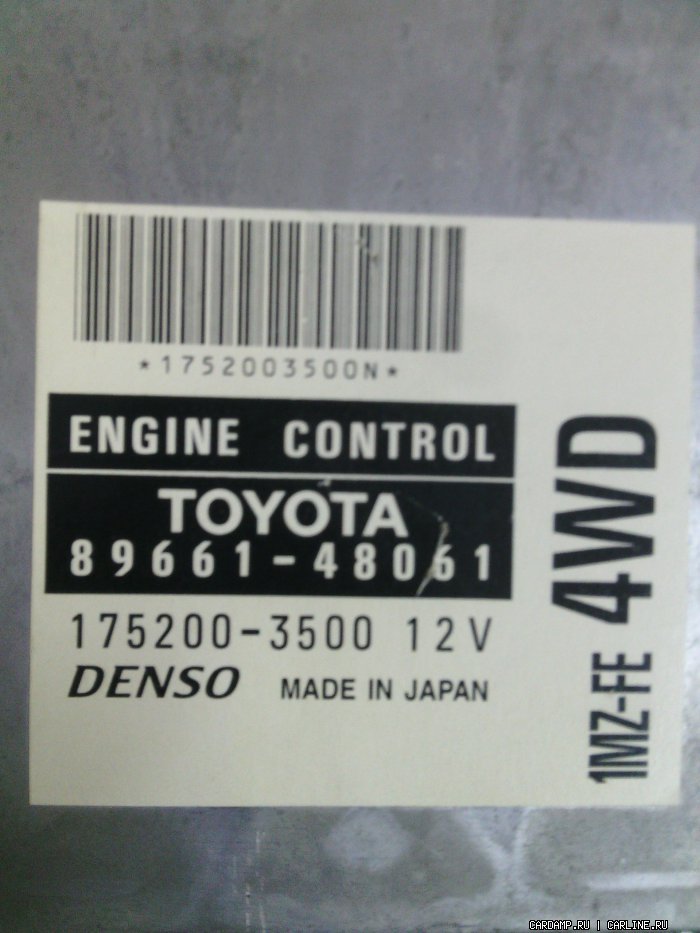 *1752003500N*
ENGINE CONTROL
TOYOTA
89661-48061
175200-3500 12V
DENSO MADE IN JAPAN
1MZ-FE 4WD
CARDAMP.RU | CARLINE.RU